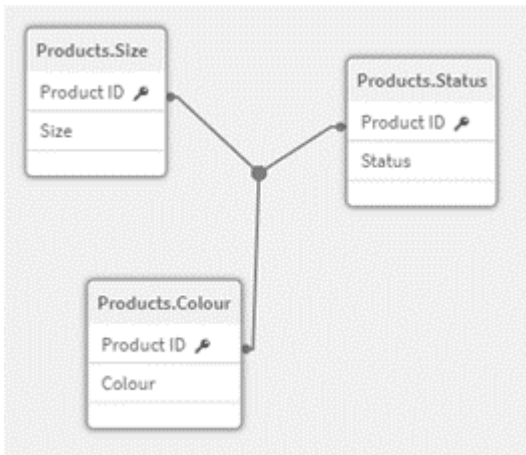 Products.Size
Product ID
Size
Products.Status
Product ID
Status
Products.Colour
Product ID
Colour